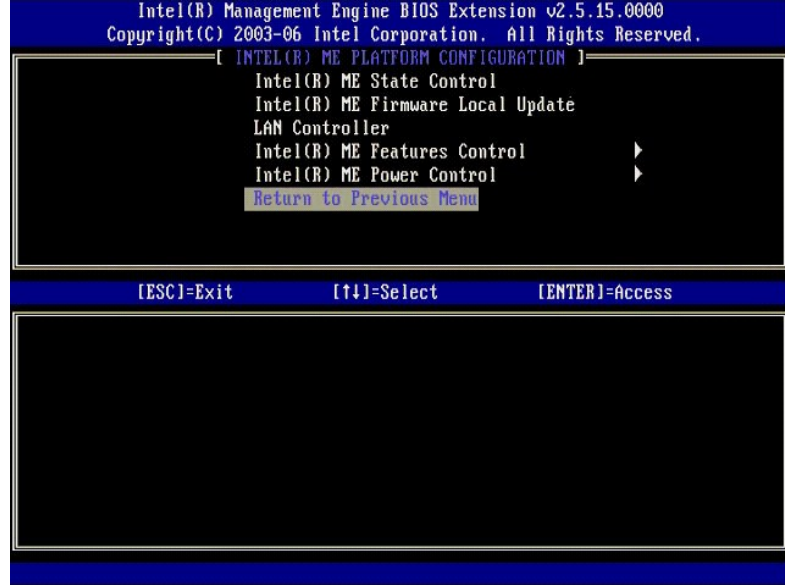 Intel(R) Management Engine BIOS Extension v2.5.15.0000
Copyright(C) 2003-06 Intel Corporation. All Rights Reserved.
[ INTEL(R) ME PLATFORM CONFIGURATION ]
Intel(R) ME State Control
Intel(R) ME Firmware Local Update
LAN Controller
Intel(R) ME Features Control ►
Intel(R) ME Power Control ►
Return to Previous Menu
[ESC]=Exit [↑↓]=Select [ENTER]=Access